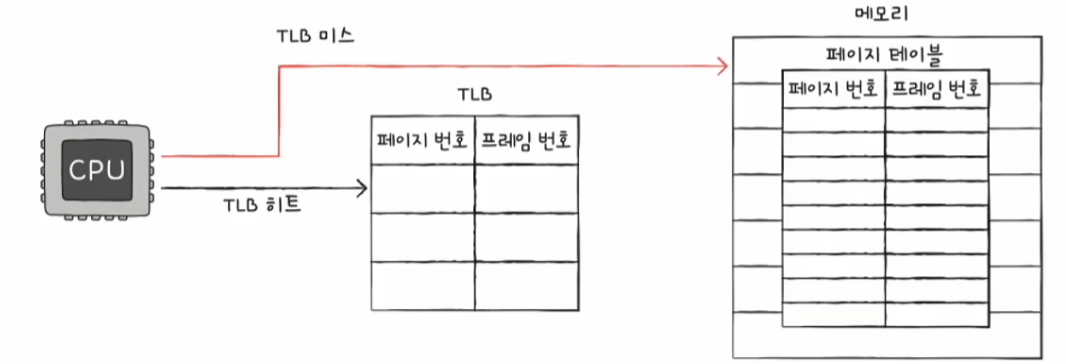 메모리
TLB 미스
페이지 테이블
TLB
페이지 번호 프레임 번호
페이지 번호 프레임 번호
CPU
TLB 히트